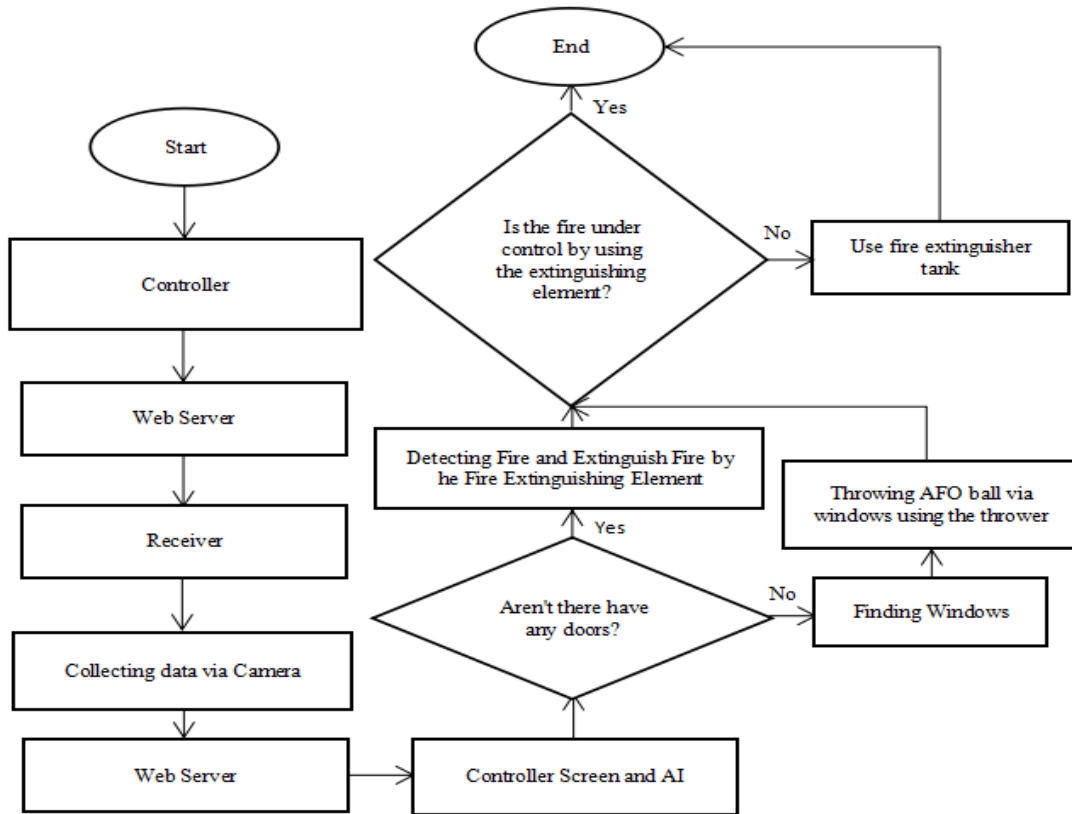 Start
Controller
Web Server
Receiver
Collecting data via Camera
Web Server
Controller Screen and AI
Aren't there have
any doors?
Yes
No
Finding Windows
Throwing AFO ball via
windows using the thrower
Detecting Fire and Extinguish Fire by
he Fire Extinguishing Element
Is the fire under
control by using
the extinguishing
element?
No
Use fire extinguisher
tank
Yes
End